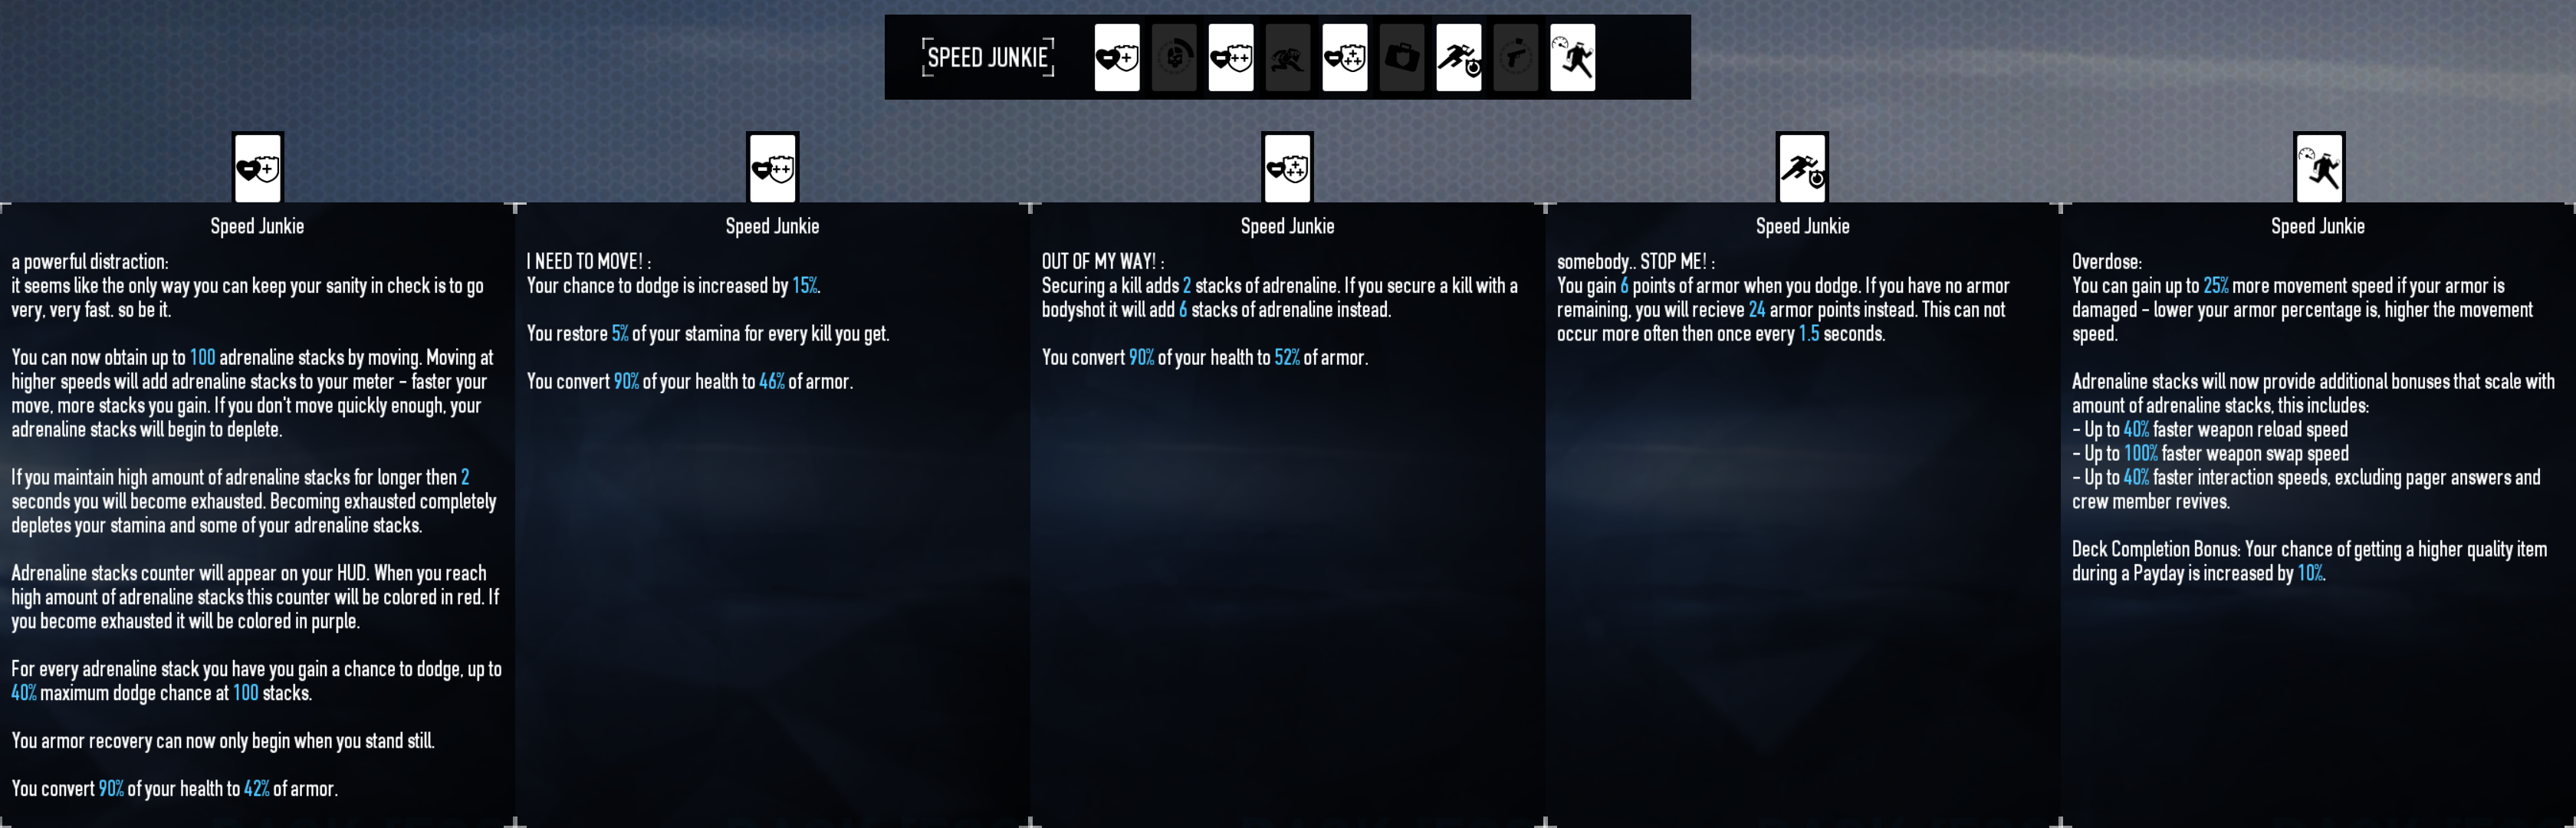 SPEED JUNKIE
Speed Junkie
a powerful distraction:
it seems like the only way you can keep your sanity in check is to go
very, very fast. so be it.
You can now obtain up to 100 adrenaline stacks by moving. Moving at
higher speeds will add adrenaline stacks to your meter - faster your
move, more stacks you gain. If you don't move quickly enough, your
adrenaline stacks will begin to deplete.
If you maintain high amount of adrenaline stacks for longer then 2
seconds you will become exhausted. Becoming exhausted completely
depletes your stamina and some of your adrenaline stacks.
Adrenaline stacks counter will appear on your HUD. When you reach
high amount of adrenaline stacks this counter will be colored in red. If
you become exhausted it will be colored in purple.
For every adrenaline stack you have you gain a chance to dodge, up to
40% maximum dodge chance at 100 stacks.
You armor recovery can now only begin when you stand still.
You convert 90% of your health to 42% of armor.
Speed Junkie
I NEED TO MOVE! :
Your chance to dodge is increased by 15%.
You restore 5% of your stamina for every kill you get.
You convert 90% of your health to 46% of armor.
Speed Junkie
OUT OF MY WAY! :
Securing a kill adds 2 stacks of adrenaline. If you secure a kill with a
bodyshot it will add 6 stacks of adrenaline instead.
You convert 90% of your health to 52% of armor.
Speed Junkie
somebody.. STOP ME! :
You gain 6 points of armor when you dodge. If you have no armor
remaining, you will recieve 24 armor points instead. This can not
occur more often then once every 1.5 seconds.
Speed Junkie
Overdose:
You can gain up to 25% more movement speed if your armor is
damaged - lower your armor percentage is, higher the movement
speed.
Adrenaline stacks will now provide additional bonuses that scale with
amount of adrenaline stacks, this includes:
- Up to 40% faster weapon reload speed
- Up to 100% faster weapon swap speed
- Up to 40% faster interaction speeds, excluding pager answers and
crew member revives.
Deck Completion Bonus: Your chance of getting a higher quality item
during a Payday is increased by 10%.